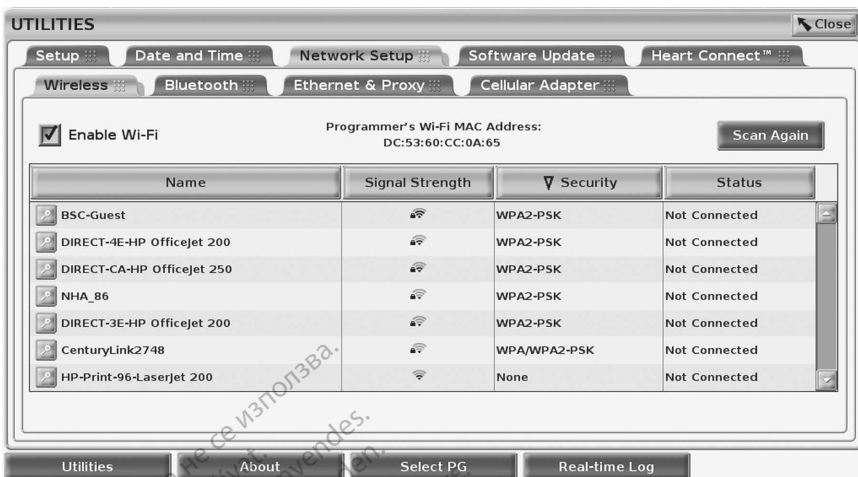 UTILITIES
Close
Setup Date and Time Network Setup Software Update Heart Connect™
Wireless Bluetooth Ethernet & Proxy Cellular Adapter
Enable Wi-Fi
Programmer's Wi-Fi MAC Address:
DC:53:60:CC:0A:65
Scan Again
Name Signal Strength Security Status
BSC-Guest WPA2-PSK Not Connected
DIRECT-4E-HP OfficeJet 200 WPA2-PSK Not Connected
DIRECT-CA-HP OfficeJet 250 WPA2-PSK Not Connected
NHA_86 WPA2-PSK Not Connected
DIRECT-3E-HP OfficeJet 200 WPA2-PSK Not Connected
CenturyLink2748 WPA/WPA2-PSK Not Connected
HP-Print-96-LaserJet 200 None Not Connected
не се използва.
Utilities About Select PG Real-time Log